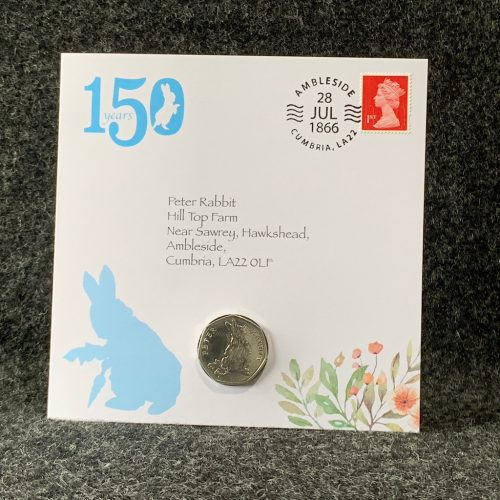 150
years
AMBLESIDE
28
JUL
1866
CUMBRIA, LA22
1ST
Peter Rabbit
Hill Top Farm
Near Sawrey, Hawkshead,
Ambleside,
Cumbria, LA22 0LF
PETER